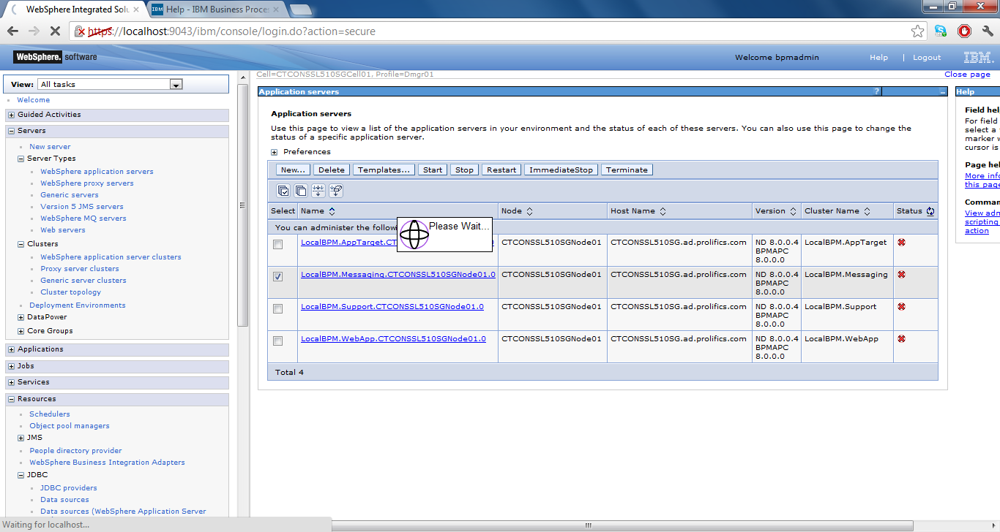 WebSphere Integrated Solu
IBM Help - IBM Business Proce
https://localhost:9043/ibm/console/login.do?action=secure
WebSphere. software
Welcome bpmadmin
Help | Logout
IBM.
View: All tasks
Welcome
Guided Activities
Servers
New server
Server Types
WebSphere application servers
WebSphere proxy servers
Generic servers
Version 5 JMS servers
WebSphere MQ servers
Web servers
Clusters
WebSphere application server clusters
Proxy server clusters
Generic server clusters
Cluster topology
Deployment Environments
DataPower
Core Groups
Applications
Jobs
Services
Resources
Schedulers
Object pool managers
JMS
People directory provider
WebSphere Business Integration Adapters
JDBC
JDBC providers
Data sources
Data sources (WebSphere Application Server
Waiting for localhost...
Cell=CTCONSSL510SGCell01, Profile=Dmgr01
Close page
Application servers ?
Application servers
Use this page to view a list of the application servers in your environment and the status of each of these servers. You can also use this page to change the
status of a specific application server.
Preferences
New... Delete Templates... Start Stop Restart ImmediateStop Terminate
Select Name Node Host Name Version Cluster Name Status
You can administer the followi
Please Wait...
LocalBPM.AppTarget.CT CTCONSSL510SGNode01 CTCONSSL510SG.ad.prolifics.com ND 8.0.0.4 LocalBPM.AppTarget
BPMAPC
8.0.0.0
LocalBPM.Messaging.CTCONSSL510SGNode01.0 CTCONSSL510SGNode01 CTCONSSL510SG.ad.prolifics.com ND 8.0.0.4 LocalBPM.Messaging
BPMAPC
8.0.0.0
LocalBPM.Support.CTCONSSL510SGNode01.0 CTCONSSL510SGNode01 CTCONSSL510SG.ad.prolifics.com ND 8.0.0.4 LocalBPM.Support
BPMAPC
8.0.0.0
LocalBPM.WebApp.CTCONSSL510SGNode01.0 CTCONSSL510SGNode01 CTCONSSL510SG.ad.prolifics.com ND 8.0.0.4 LocalBPM.WebApp
BPMAPC
8.0.0.0
Total 4
Help
Field hel
For field
select a
marker w
cursor is
Page hel
More info
this page
Comman
View adm
scripting
action